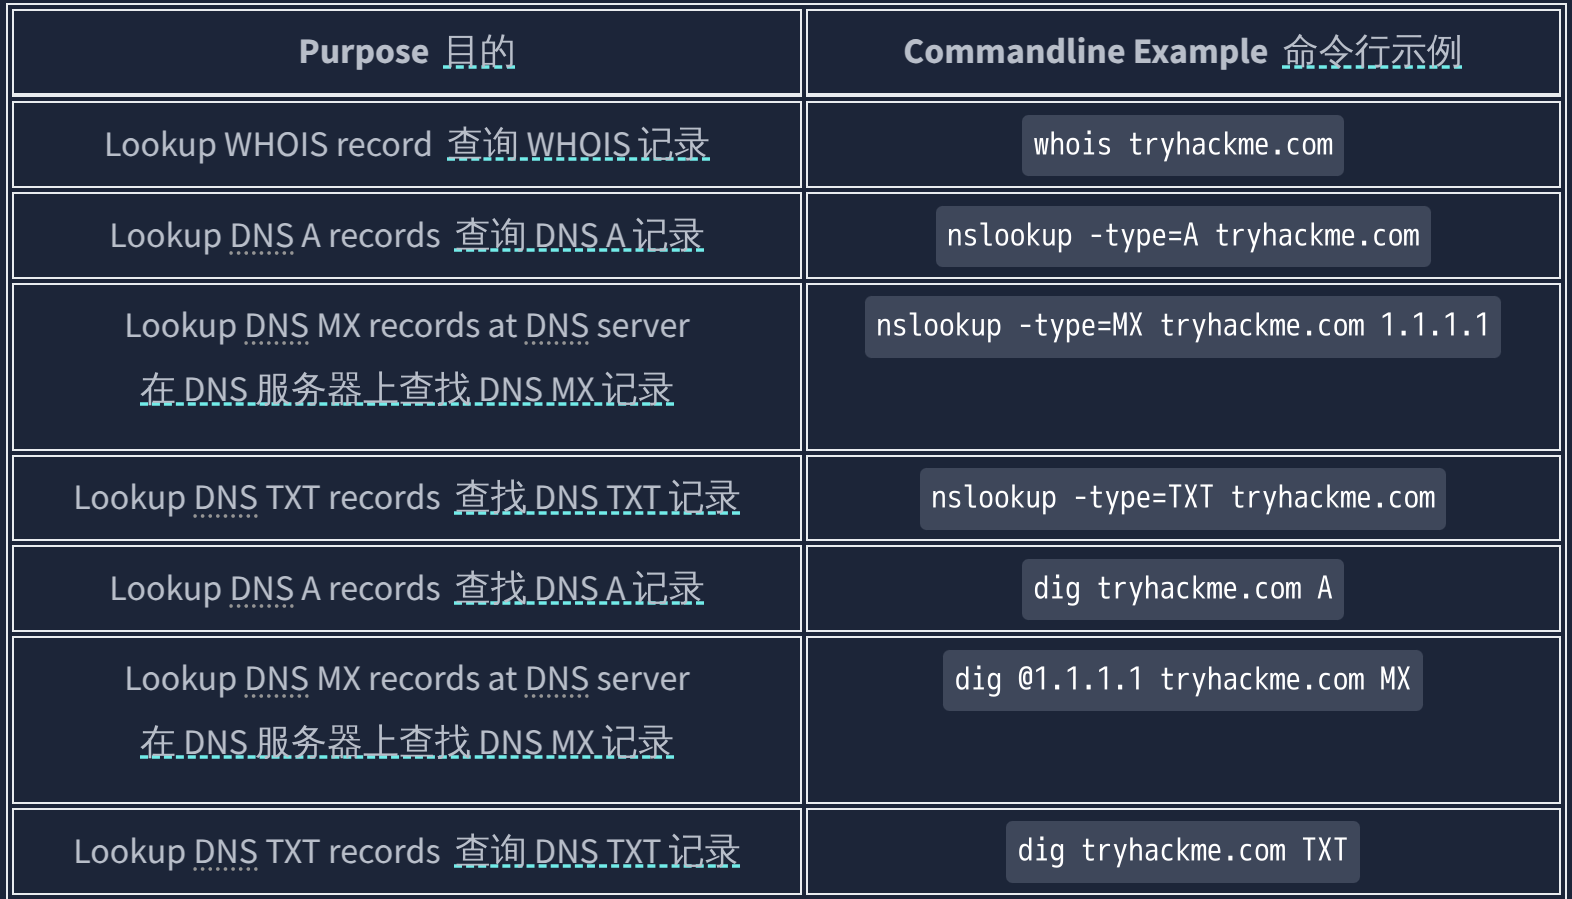 Purpose 目的
Commandline Example 命令行示例
Lookup WHOIS record 查询 WHOIS 记录
whois tryhackme.com
Lookup DNS A records 查询 DNS A 记录
nslookup -type=A tryhackme.com
Lookup DNS MX records at DNS server
在 DNS 服务器上查找 DNS MX 记录
nslookup -type=MX tryhackme.com 1.1.1.1
Lookup DNS TXT records 查找 DNS TXT 记录
nslookup -type=TXT tryhackme.com
Lookup DNS A records 查找 DNS A 记录
dig tryhackme.com A
Lookup DNS MX records at DNS server
在 DNS 服务器上查找 DNS MX 记录
dig @1.1.1.1 tryhackme.com MX
Lookup DNS TXT records 查询 DNS TXT 记录
dig tryhackme.com TXT